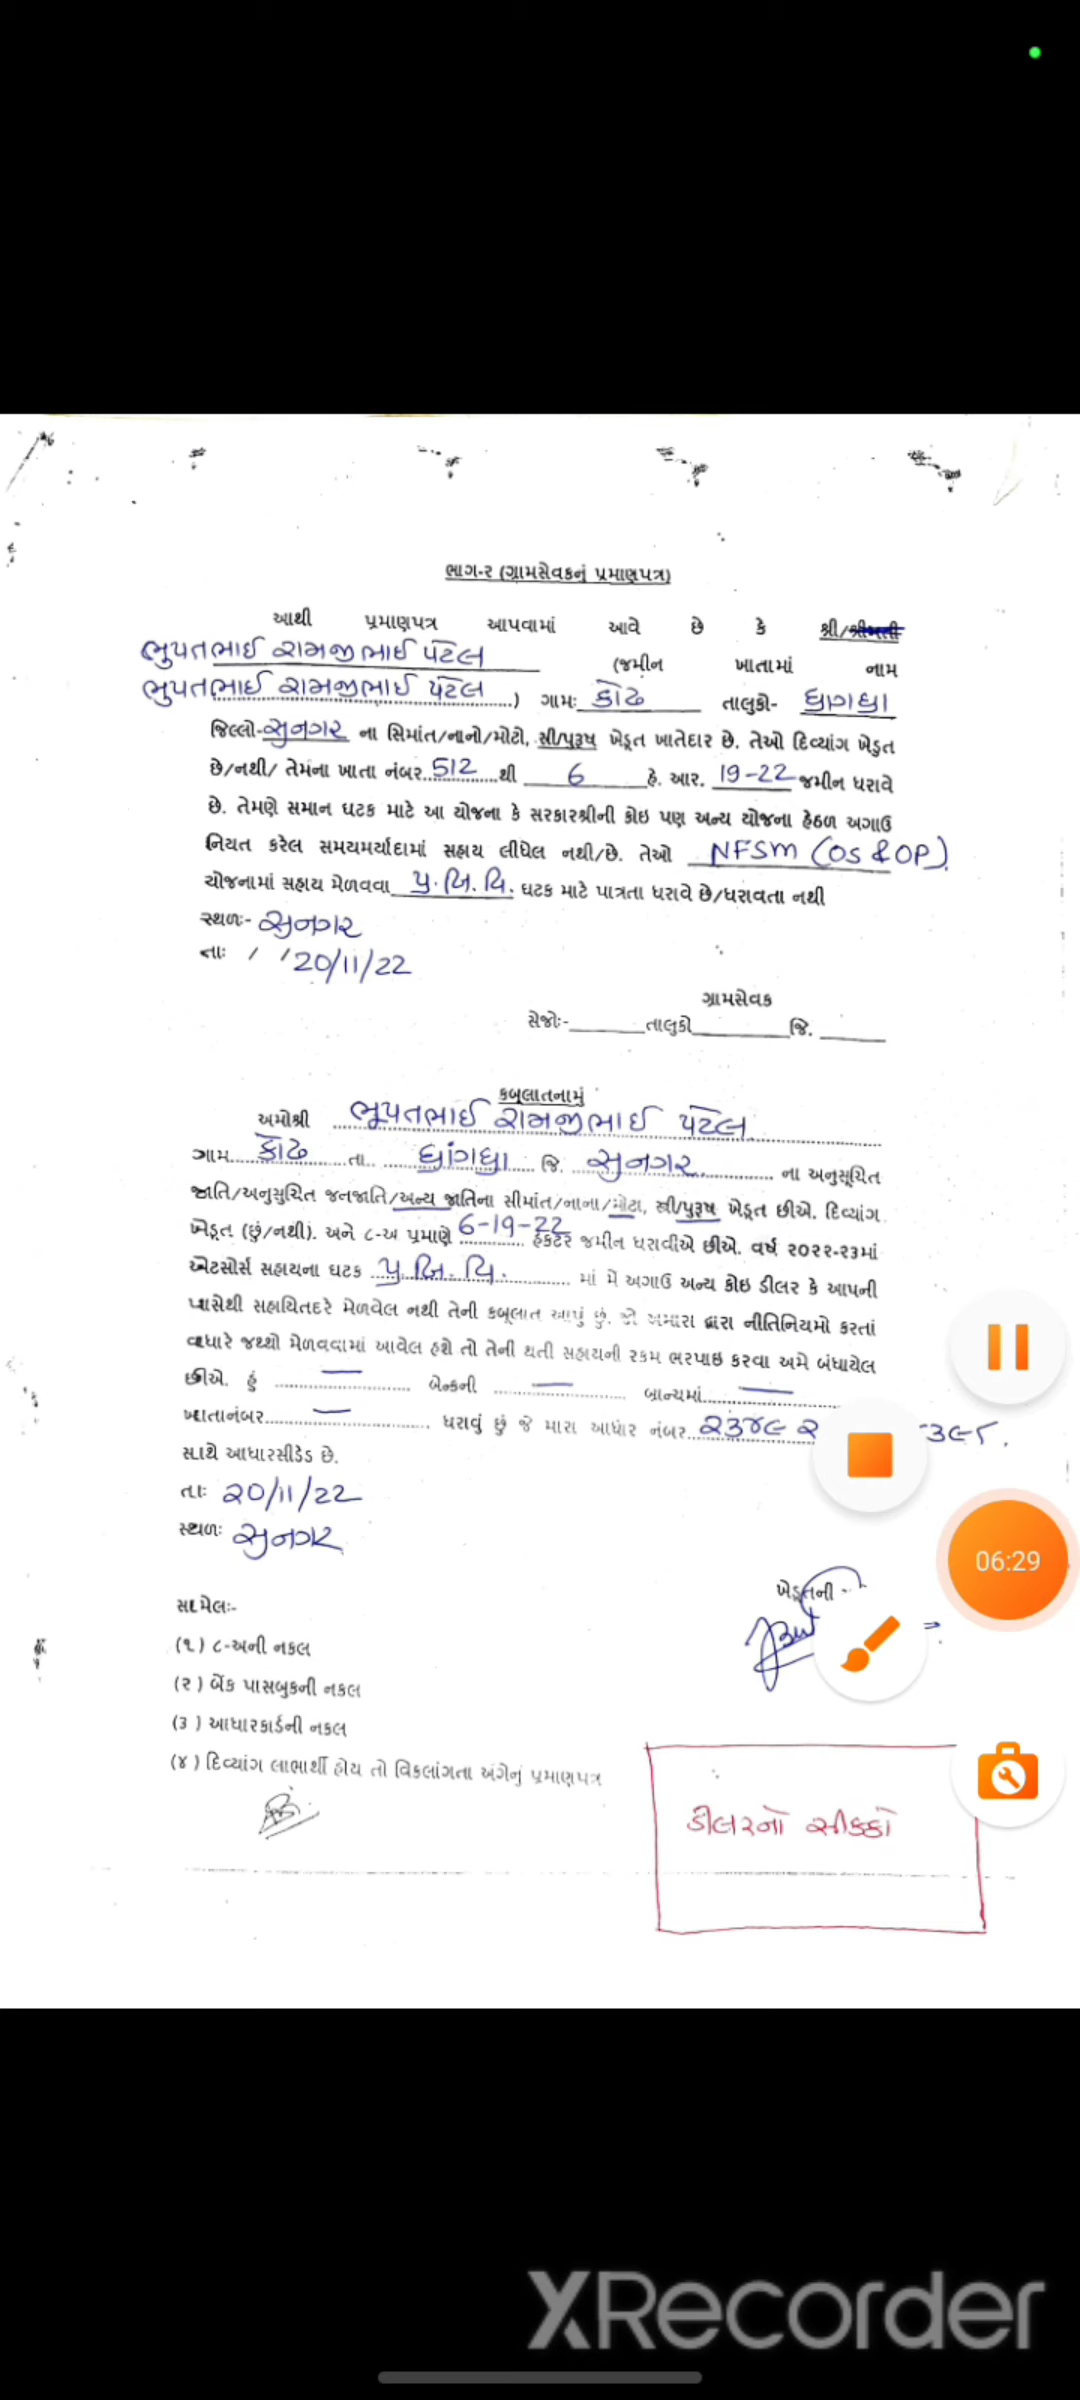 ભાગ-૨ (ગ્રામસેવકનું પ્રમાણપત્ર)
આથી પ્રમાણપત્ર આપવામાં આવે છે કે શ્રી/શ્રીમતી
ભુપતભાઈ રામજીભાઈ પટેલ (જમીન ખાતામાં નામ
ભુપતભાઈ રામજીભાઈ પટેલ) ગામઃ કોઢ તાલુકો- ધ્રાગધ્રા
જિલ્લો-સુનગર ના સિમાંત/નાનો/મોટો, સી/પુરૂષ ખેડૂત ખાતેદાર છે. તેઓ દિવ્યાંગ ખેડુત
છે/નથી/ તેમના ખાતા નંબર 512 થી 6 હે. આર. 19-22 જમીન ધરાવે
છે. તેમણે સમાન ઘટક માટે આ યોજના કે સરકારશ્રીની કોઇ પણ અન્ય યોજના હેઠળ અગાઉ
નિયત કરેલ સમયમર્યાદામાં સહાય લીધેલ નથી/છે. તેઓ NFSM (OS & OP)
યોજનામાં સહાય મેળવવા પ્ર.બિ.વિ. ઘટક માટે પાત્રતા ધરાવે છે/ધરાવતા નથી
સ્થળઃ- સુનગર
તાઃ / / 20/11/22
ગ્રામસેવક
સેજોઃ-______તાલુકો______જિ.______
કબૂલાતનામું
અમોશ્રી ભૂપતભાઈ રામજીભાઈ પટેલ
ગામ કોઢ તા. ધ્રાંગધ્રા જિ. સુનગર ના અનુસૂચિત
જાતિ/અનુસુચિત જનજાતિ/અન્ય જાતિના સીમાંત/નાના/મોટા, સ્રી/પુરૂષ ખેડૂત છીએ. દિવ્યાંગ
ખેડૂત (છું/નથી). અને ૮-અ પ્રમાણે 6-19-22 હેક્ટર જમીન ધરાવીએ છીએ. વર્ષ ૨૦૨૨-૨૩માં
એટસોર્સ સહાયના ઘટક પ્ર.બિ.વિ. માં મે અગાઉ અન્ય કોઇ ડીલર કે આપની
પાસેથી સહાયિતદરે મેળવેલ નથી તેની કબૂલાત આપું છું. જો અમારા દ્વારા નીતિનિયમો કરતાં
વધારે જથ્થો મેળવવામાં આવેલ હશે તો તેની થતી સહાયની રકમ ભરપાઇ કરવા અમે બંધાયેલ
છીએ. હું — બેન્કની — બ્રાન્ચમાં —
ખાતાનંબર — ધરાવું છું જે મારા આધાર નંબર ૨૩૪૯ ૨
સાથે આધારસીડેડ છે.
તાઃ ૨૦/11/22
સ્થળઃ સુનગર
ખેડૂતની
સામેલઃ-
(૧) ૮-અની નકલ
(૨) બેંક પાસબુકની નકલ
(૩) આધારકાર્ડની નકલ
(૪) દિવ્યાંગ લાભાર્થી હોય તો વિકલાંગતા અંગેનું પ્રમાણપત્ર
ડીલરનો સીક્કો
06:29
XRecorder